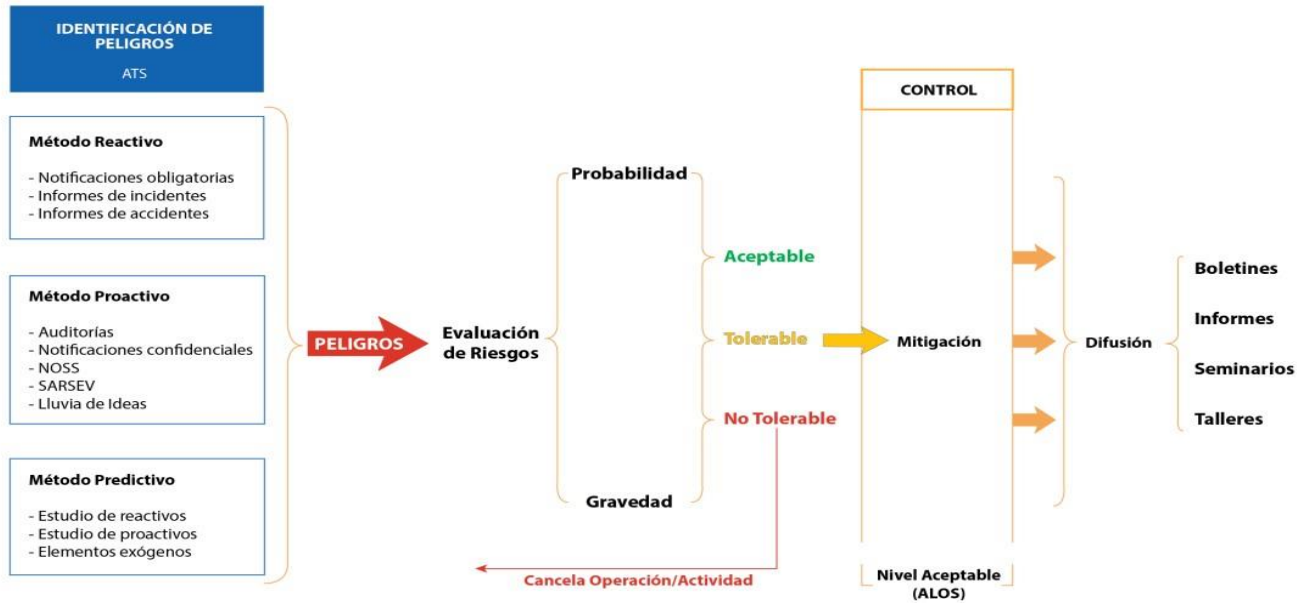 IDENTIFICACIÓN DE
PELIGROS
ATS
Método Reactivo
- Notificaciones obligatorias
- Informes de incidentes
- Informes de accidentes
Método Proactivo
- Auditorías
- Notificaciones confidenciales
- NOSS
- SARSEV
- Lluvia de Ideas
Método Predictivo
- Estudio de reactivos
- Estudio de proactivos
- Elementos exógenos
PELIGROS
Evaluación
de Riesgos
Probabilidad
Gravedad
Aceptable
Tolerable
No Tolerable
Cancela Operación/Actividad
CONTROL
Mitigación
Nivel Aceptable
(ALOS)
Difusión
Boletines
Informes
Seminarios
Talleres